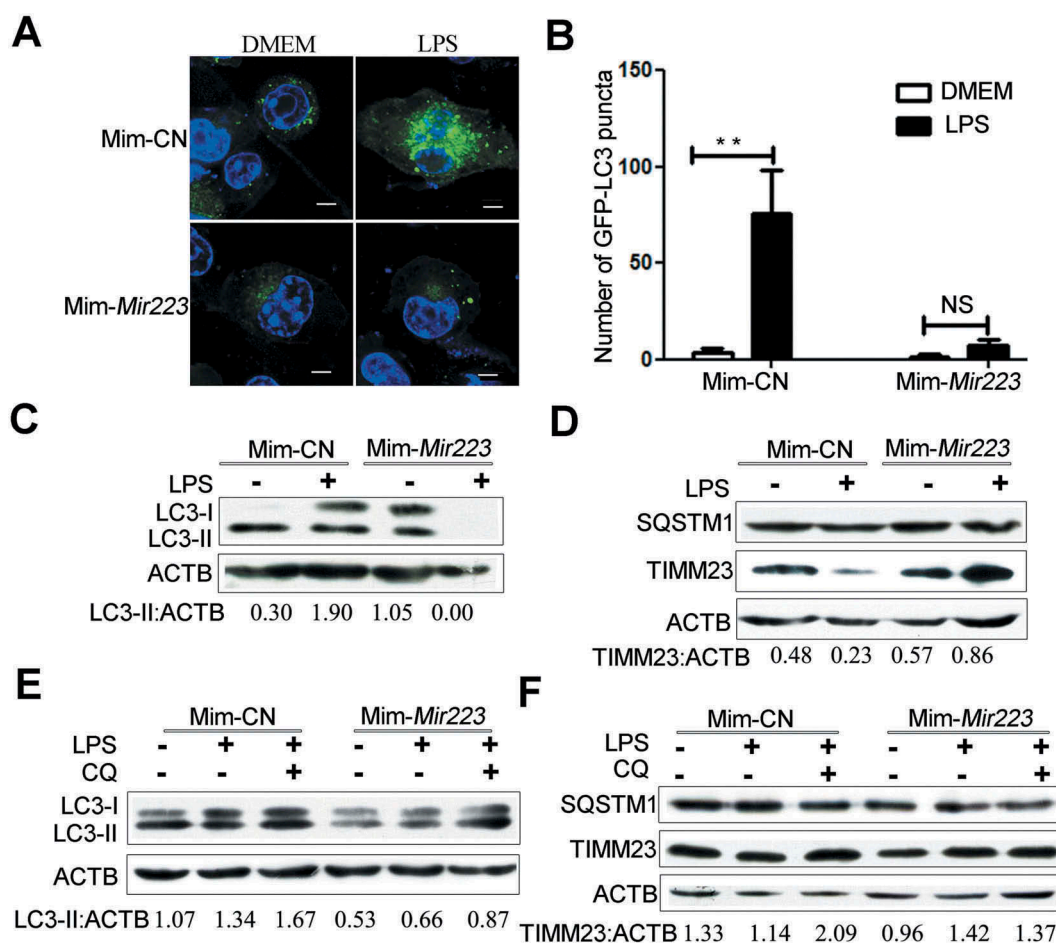 A
DMEM LPS
Mim-CN
Mim-Mir223
B
Number of GFP-LC3 puncta
150
100
50
0
DMEM
LPS
* *
NS
Mim-CN Mim-Mir223
C
Mim-CN Mim-Mir223
LPS - + - +
LC3-I
LC3-II
ACTB
LC3-II:ACTB 0.30 1.90 1.05 0.00
D
Mim-CN Mim-Mir223
LPS - + - +
SQSTM1
TIMM23
ACTB
TIMM23:ACTB 0.48 0.23 0.57 0.86
E
Mim-CN Mim-Mir223
LPS - + + - + +
CQ - - + - - +
LC3-I
LC3-II
ACTB
LC3-II:ACTB 1.07 1.34 1.67 0.53 0.66 0.87
F
Mim-CN Mim-Mir223
LPS - + + - + +
CQ - - + - - +
SQSTM1
TIMM23
ACTB
TIMM23:ACTB 1.33 1.14 2.09 0.96 1.42 1.37